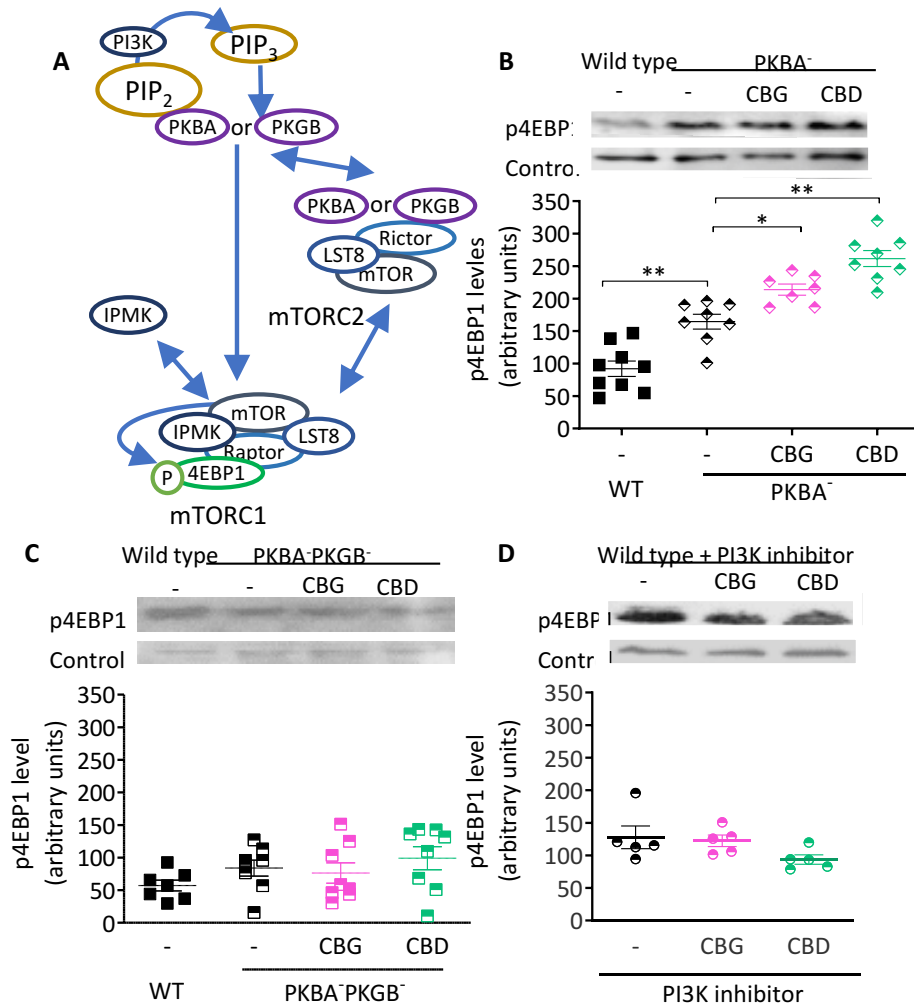 A
PI3K
PIP3
PIP2
PKBA or PKGB
PKBA or PKGB
Rictor
LST8
mTOR
mTORC2
IPMK
mTOR
IPMK
LST8
Raptor
P 4EBP1
mTORC1
B
Wild type PKBA-
- - CBG CBD
p4EBP1
Contro.
p4EBP1 levles
(arbitrary units)
350
300
250
200
150
100
50
0
** * **
- - CBG CBD
WT PKBA-
C
Wild type PKBA-PKGB-
- - CBG CBD
p4EBP1
Control
p4EBP1 level
(arbitrary units)
350
300
250
200
150
100
50
0
- - CBG CBD
WT PKBA-PKGB-
D
Wild type + PI3K inhibitor
- CBG CBD
p4EBP
Contr
p4EBP1 level
(arbitrary units)
350
300
250
200
150
100
50
0
- CBG CBD
PI3K inhibitor